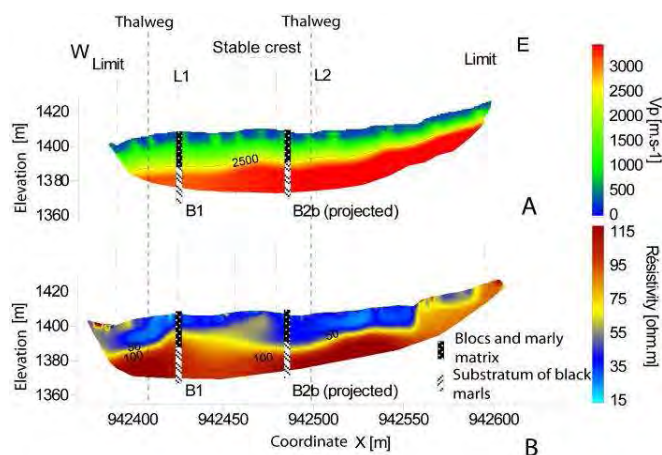 Thalweg Thalweg
W Stable crest E
Limit L1 L2 Limit
1420
1400
1380
1360
Elevation [m]
2500
B1 B2b (projected)
A
3000
2500
2000
1500
1000
500
0
Vp [m.s-1]
1420
1400
1380
1360
Elevation [m]
50
100
100
50
B1 B2b (projected)
Blocs and marly
matrix
Substratum of black
marls
115
95
75
55
35
15
Résistivity [ohm.m]
942400 942450 942500 942550 942600
Coordinate X [m]
B